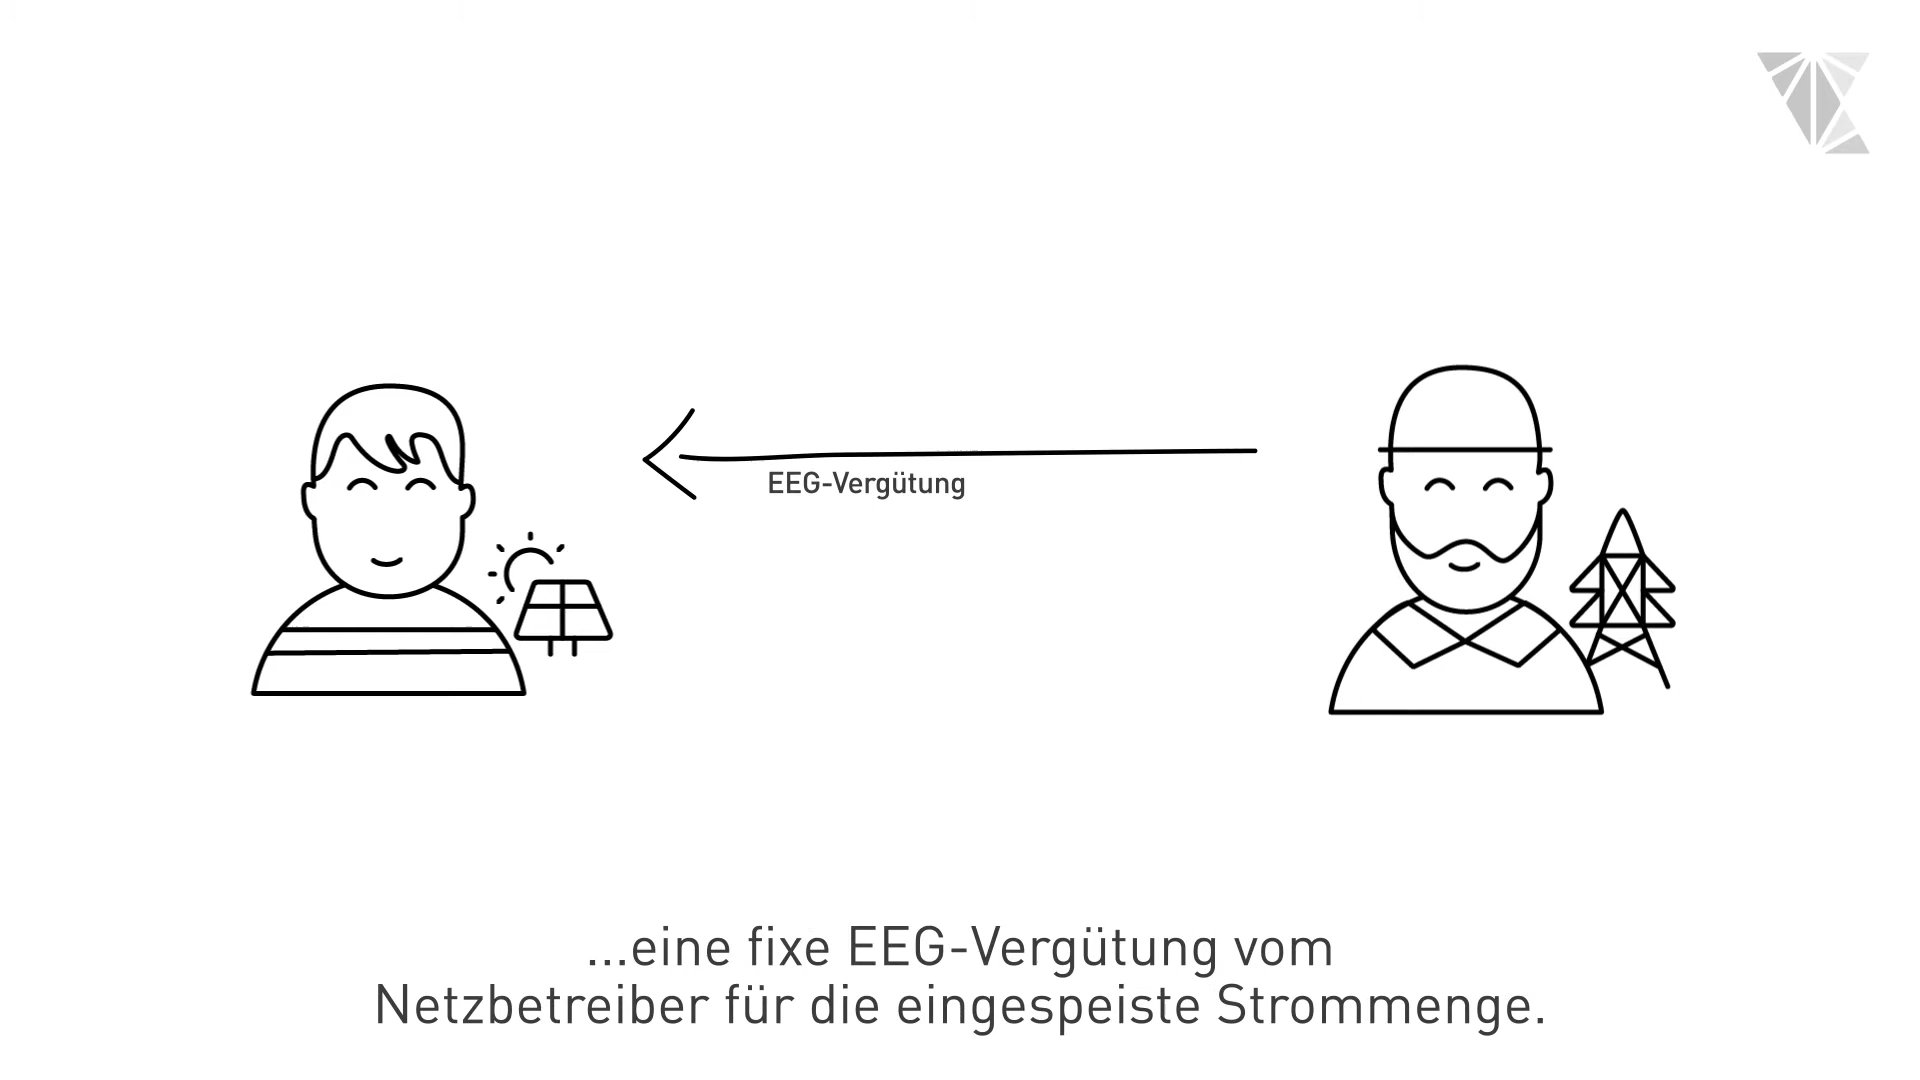 EEG-Vergütung
...eine fixe EEG-Vergütung vom
Netzbetreiber für die eingespeiste Strommenge.